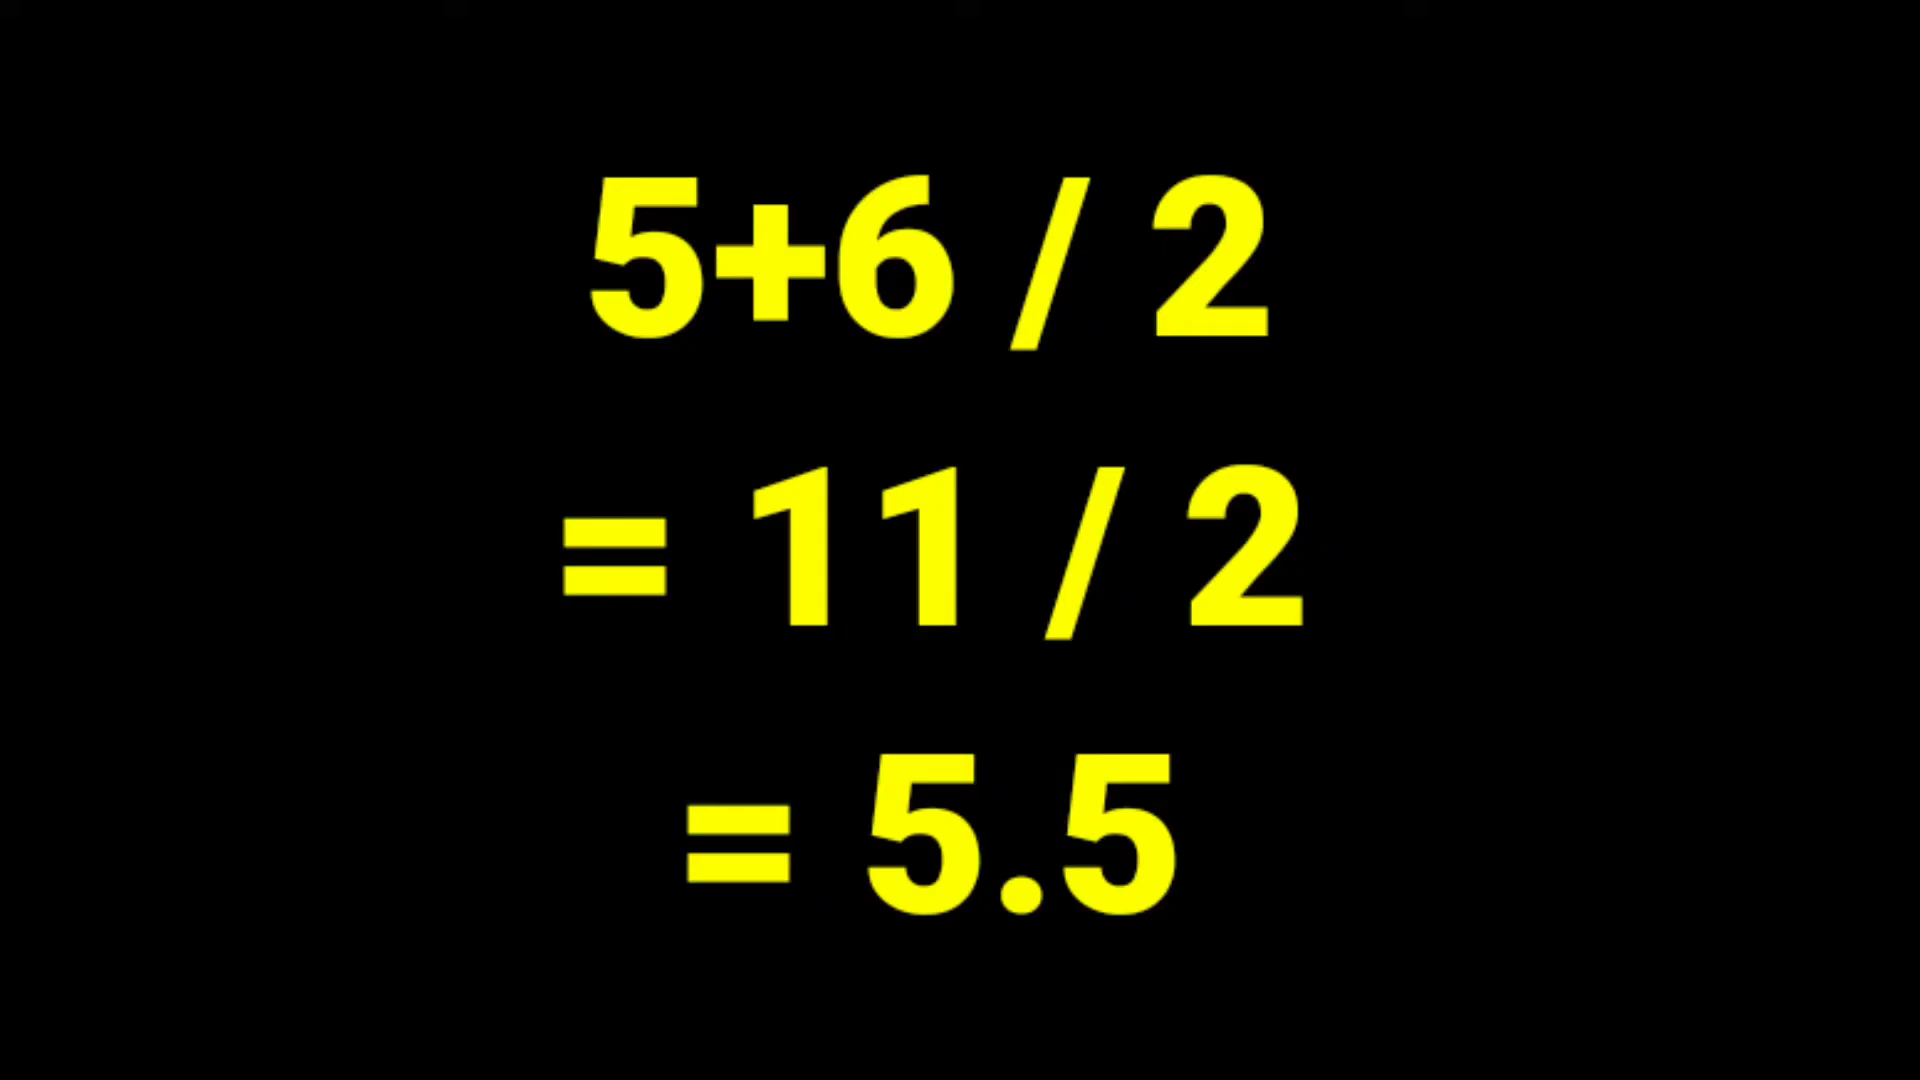 5+6 / 2
= 11 / 2
= 5.5